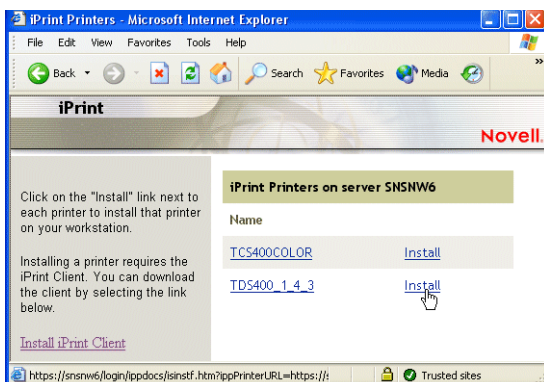 iPrint Printers - Microsoft Internet Explorer
File Edit View Favorites Tools Help
Back Search Favorites Media
iPrint
Novell.
Click on the "Install" link next to
each printer to install that printer
on your workstation.
Installing a printer requires the
iPrint Client. You can download
the client by selecting the link
below.
Install iPrint Client
iPrint Printers on server SNSNW6
Name
TCS400COLOR Install
TDS400_1_4_3 Install
https://snsnw6/login/ippdocs/isinstf.htm?ippPrinterURL=https://s Trusted sites